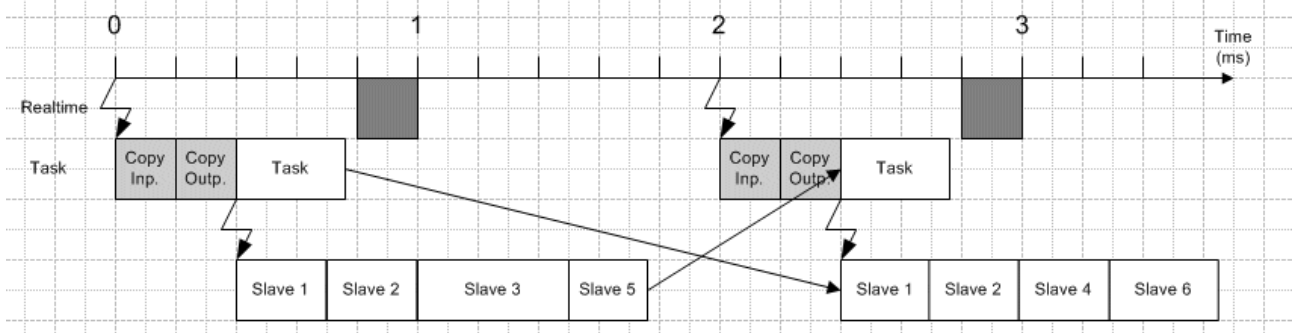 0
1
2
3
Time
(ms)
Realtime
Task
Copy
Inp.
Copy
Outp.
Task
Copy
Inp.
Copy
Outp.
Task
Slave 1
Slave 2
Slave 3
Slave 5
Slave 1
Slave 2
Slave 4
Slave 6